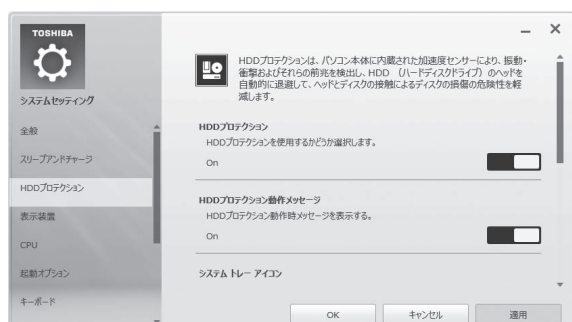 TOSHIBA
システムセッティング
全般
スリープアンドチャージ
HDDプロテクション
表示装置
CPU
起動オプション
キーボード
HDDプロテクションは、パソコン本体に内蔵された加速度センサーにより、振動・
衝撃およびそれらの前兆を検出し、HDD （ハードディスクドライブ）のヘッドを
自動的に退避して、ヘッドとディスクの接触によるディスクの損傷の危険性を軽
減します。
HDDプロテクション
HDDプロテクションを使用するかどうか選択します。
On
HDDプロテクション動作メッセージ
HDDプロテクション動作時メッセージを表示する。
On
システム トレー アイコン
OK
キャンセル
適用